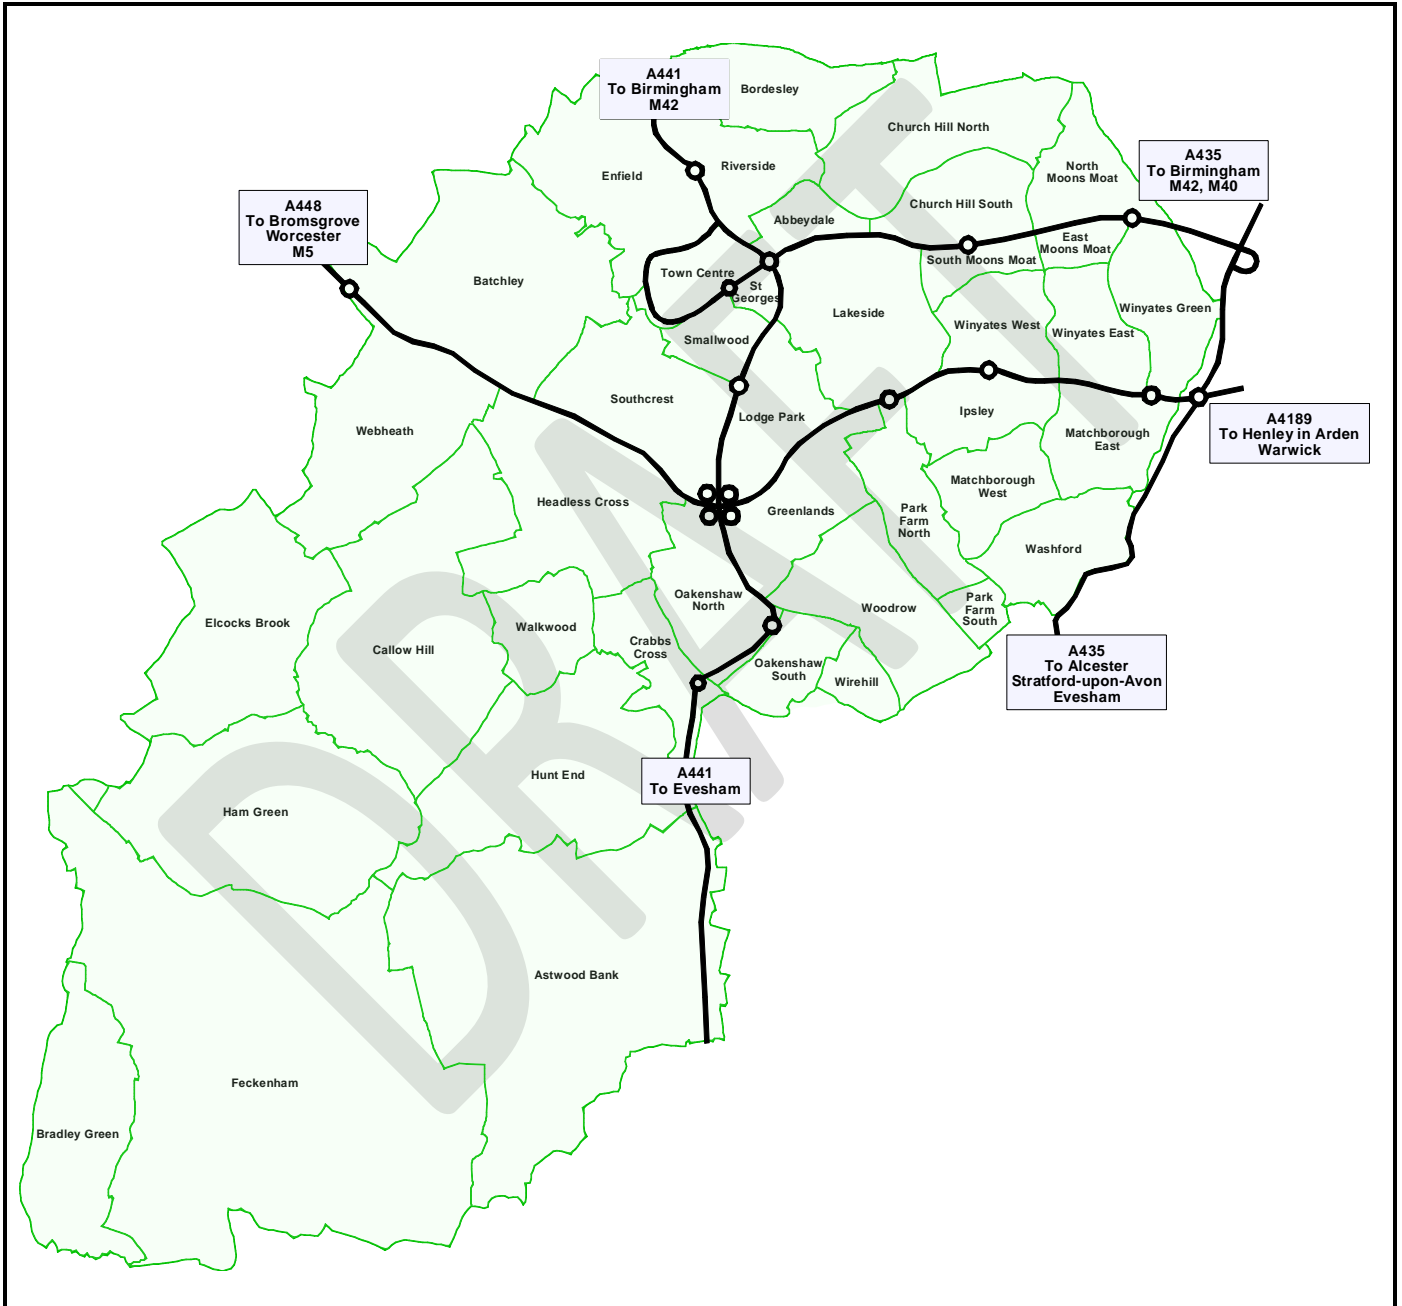 A441
To Birmingham
M42
Bordesley
Church Hill North
A435
To Birmingham
M42, M40
Riverside
North
Moons Moat
Enfield
A448
To Bromsgrove
Worcester
M5
Church Hill South
Abbeydale
East
Moons Moat
South Moons Moat
Town Centre
Batchley
St
Georges
Winyates Green
Lakeside
Winyates West
Winyates East
Smallwood
Southcrest
Lodge Park
Ipsley
A4189
To Henley in Arden
Warwick
Webheath
Matchborough
East
Matchborough
West
Headless Cross
Greenlands
Park
Farm
North
Washford
Oakenshaw
North
Woodrow
Park
Farm
South
Elcocks Brook
Walkwood
Callow Hill
Crabbs
Cross
Oakenshaw
South
Wirehill
A435
To Alcester
Stratford-upon-Avon
Evesham
Hunt End
A441
To Evesham
Ham Green
Astwood Bank
Feckenham
Bradley Green
DRAFT